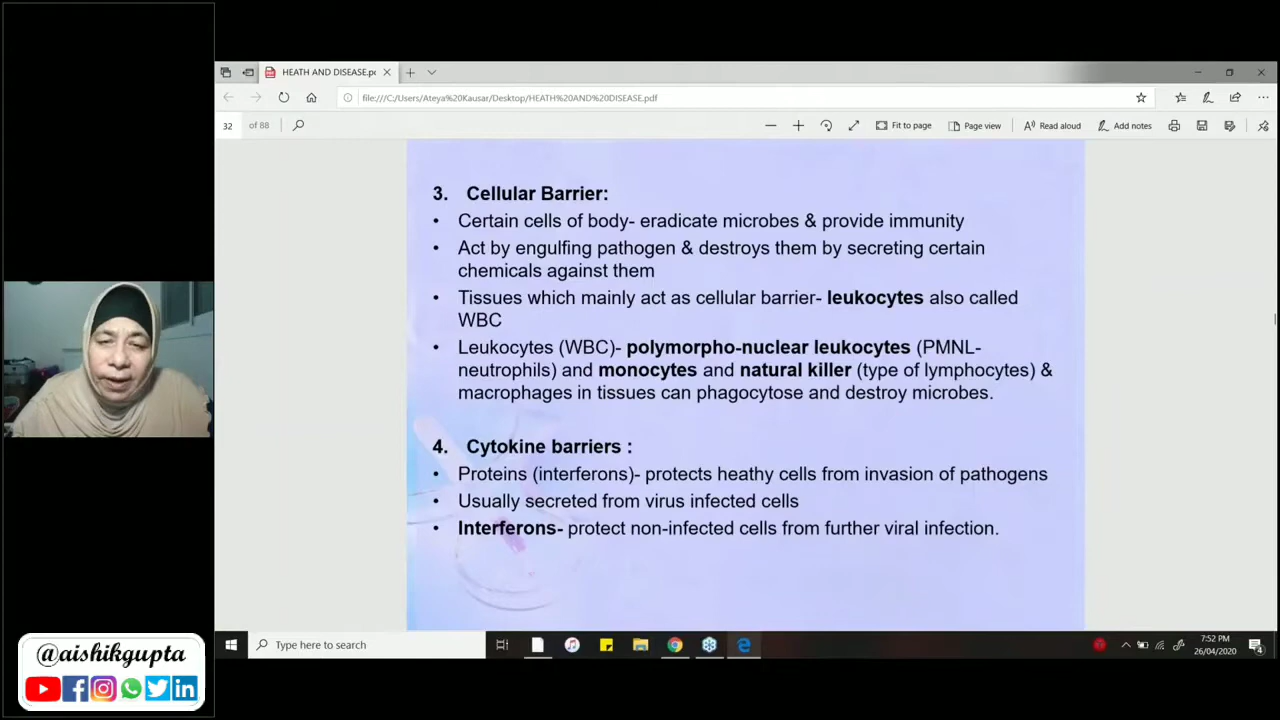 HEATH AND DISEASE.pc
file:///C:/Users/Ateya%20Kausar/Desktop/HEATH%20AND%20DISEASE.pdf
32 of 88
Fit to page
Page view
Read aloud
Add notes
3. Cellular Barrier:
• Certain cells of body- eradicate microbes & provide immunity
• Act by engulfing pathogen & destroys them by secreting certain
chemicals against them
• Tissues which mainly act as cellular barrier- leukocytes also called
WBC
• Leukocytes (WBC)- polymorpho-nuclear leukocytes (PMNL-
neutrophils) and monocytes and natural killer (type of lymphocytes) &
macrophages in tissues can phagocytose and destroy microbes.
4. Cytokine barriers :
• Proteins (interferons)- protects heathy cells from invasion of pathogens
• Usually secreted from virus infected cells
• Interferons- protect non-infected cells from further viral infection.
@aishikgupta
Type here to search
7:52 PM
26/04/2020